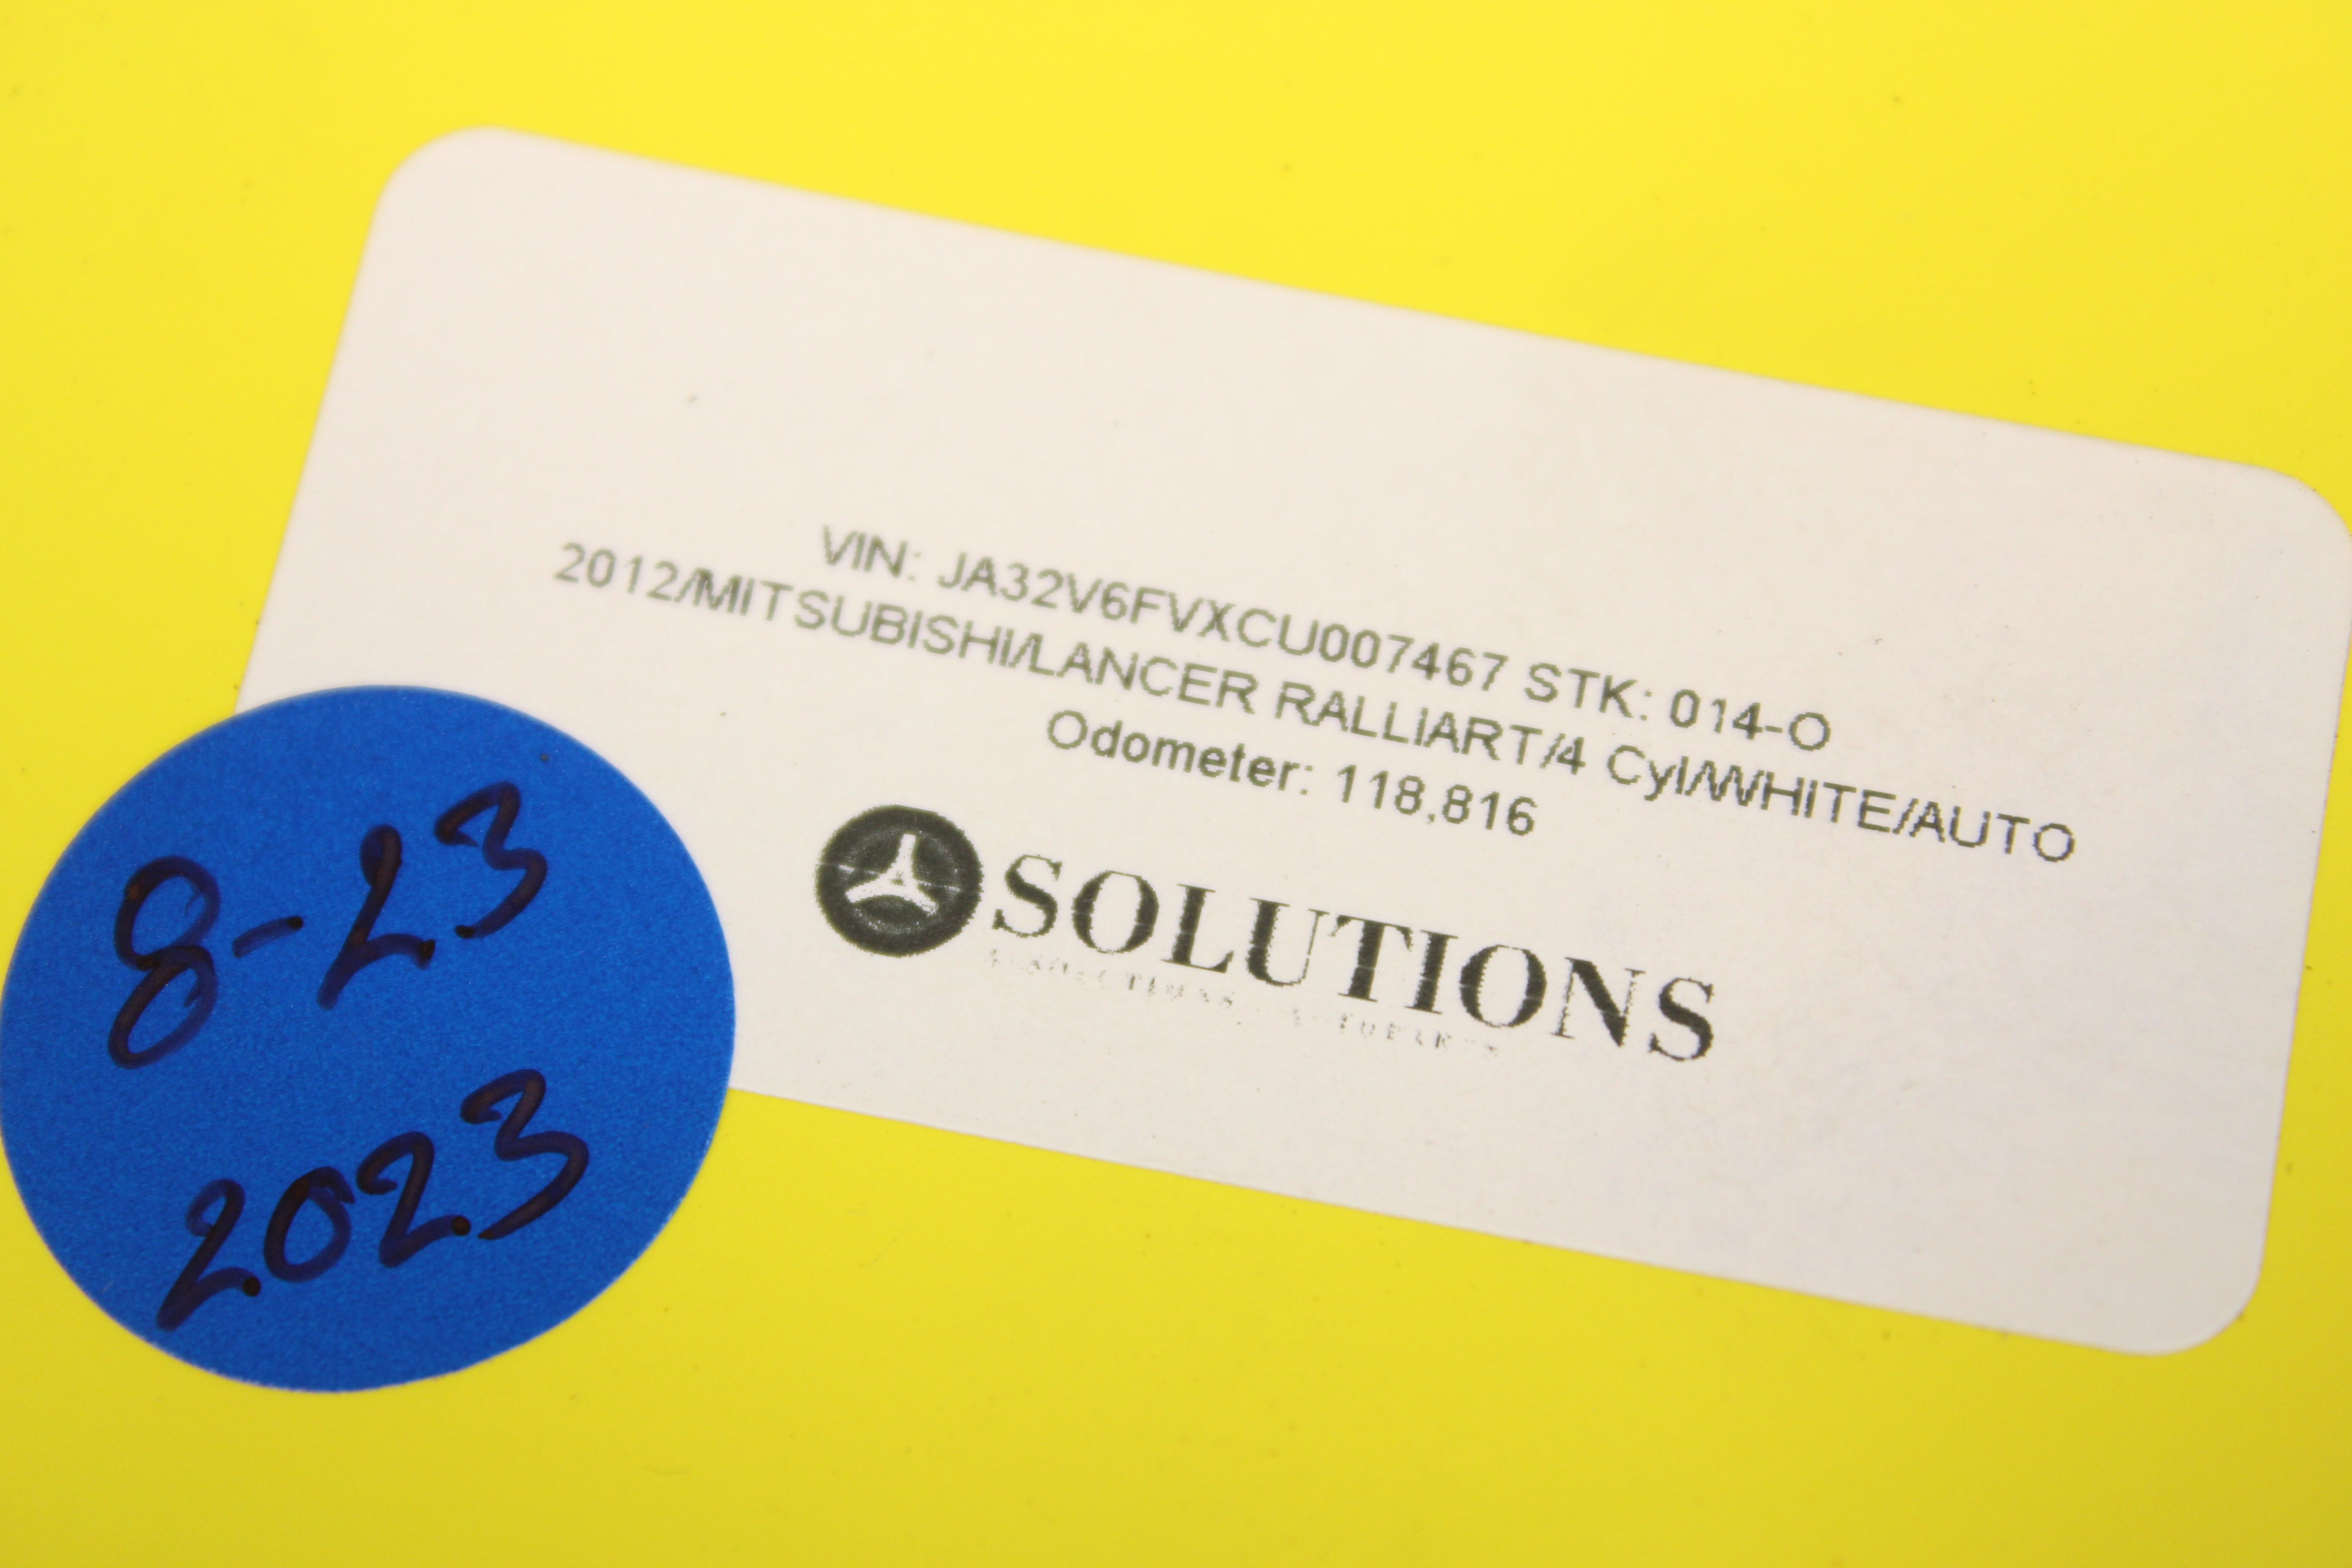 VIN: JA32V6FVXCU007467 STK: 014-O
2012/MITSUBISHI/LANCER RALLIART/4 Cyl/WHITE/AUTO
Odometer: 118,816
SOLUTIONS
8-23
2023